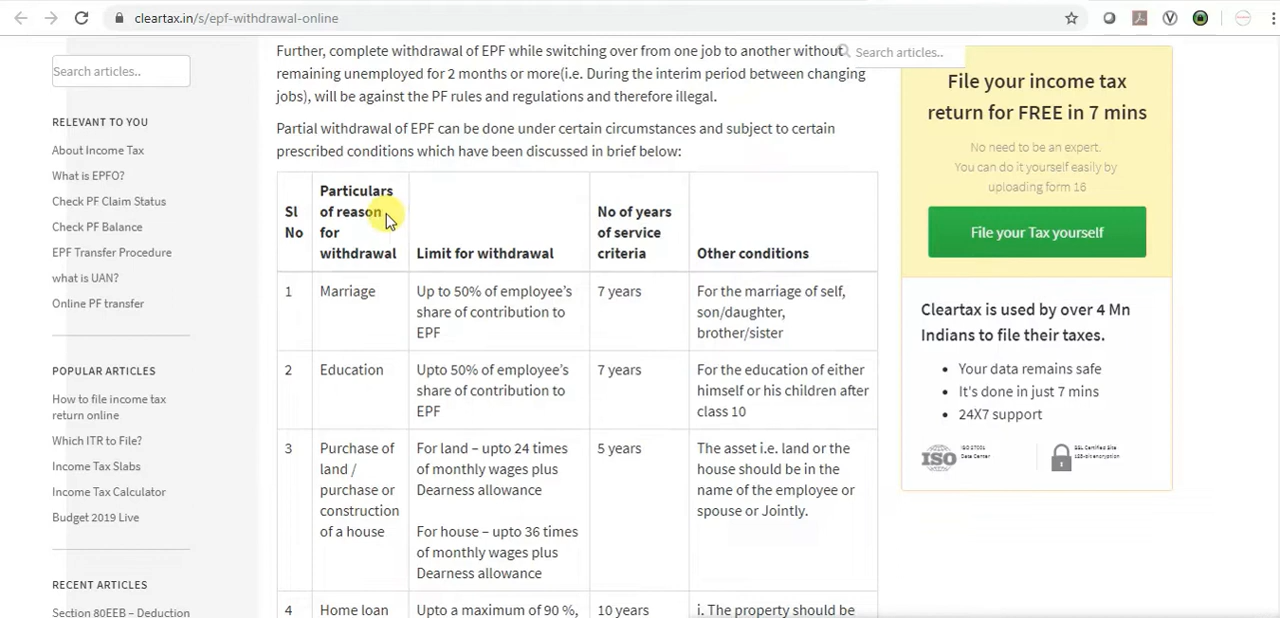 cleartax.in/s/epf-withdrawal-online
Search articles..
RELEVANT TO YOU
About Income Tax
What is EPFO?
Check PF Claim Status
Check PF Balance
EPF Transfer Procedure
what is UAN?
Online PF transfer
POPULAR ARTICLES
How to file income tax
return online
Which ITR to File?
Income Tax Slabs
Income Tax Calculator
Budget 2019 Live
RECENT ARTICLES
Section 80EEB – Deduction
Further, complete withdrawal of EPF while switching over from one job to another without
remaining unemployed for 2 months or more(i.e. During the interim period between changing
jobs), will be against the PF rules and regulations and therefore illegal.
Search articles..
Partial withdrawal of EPF can be done under certain circumstances and subject to certain
prescribed conditions which have been discussed in brief below:
Sl
No
Particulars
of reason
for
withdrawal
Limit for withdrawal
No of years
of service
criteria
Other conditions
1
Marriage
Up to 50% of employee’s
share of contribution to
EPF
7 years
For the marriage of self,
son/daughter,
brother/sister
2
Education
Upto 50% of employee’s
share of contribution to
EPF
7 years
For the education of either
himself or his children after
class 10
3
Purchase of
land /
purchase or
construction
of a house
For land – upto 24 times
of monthly wages plus
Dearness allowance
For house – upto 36 times
of monthly wages plus
Dearness allowance
5 years
The asset i.e. land or the
house should be in the
name of the employee or
spouse or Jointly.
4
Home loan
Upto a maximum of 90 %,
10 years
i. The property should be
File your income tax
return for FREE in 7 mins
No need to be an expert.
You can do it yourself easily by
uploading form 16
File your Tax yourself
Cleartax is used by over 4 Mn
Indians to file their taxes.
Your data remains safe
It's done in just 7 mins
24X7 support
ISO
ISO 27001
Data Center
SSL Certified Site
128-bit encryption